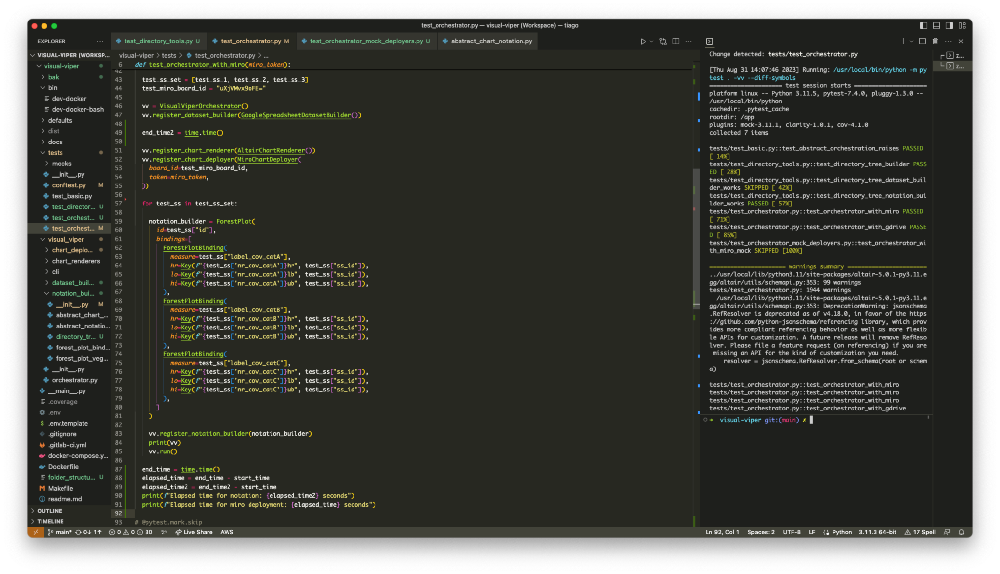 test_orchestrator.py — visual-viper (Workspace) — tiago
EXPLORER
VISUAL-VIPER (WORKSP...
visual-viper
bak
bin
dev-docker
dev-docker-bash
defaults
dist
docs
tests
mocks
__init__.py
conftest.py M
test_basic.py
test_director... U
test_orchest... U
test_orchest... M
visual_viper
chart_deplo...
chart_renderers
cli
dataset_buil...
notation_bui...
__init__.py M
abstract_chart_...
abstract_notatio...
directory_tr... U
forest_plot_bind...
forest_plot_veg...
__init__.py
orchestrator.py
__main__.py
.coverage
.env
.env.template
.gitignore
.gitlab-ci.yml
docker-compose.y...
Dockerfile
folder_structu... U
Makefile
readme.md
OUTLINE
TIMELINE
test_directory_tools.py U
test_orchestrator.py M
test_orchestrator_mock_deployers.py U
abstract_chart_notation.py
visual-viper > tests > test_orchestrator.py > ...
6 def test_orchestrator_with_miro(miro_token):
42
43 test_ss_set = [test_ss_1, test_ss_2, test_ss_3]
44 test_miro_board_id = "uXjVMvx9oFE="
45
46 vv = VisualViperOrchestrator()
47 vv.register_dataset_builder(GoogleSpreadsheetDatasetBuilder())
48
49 end_time2 = time.time()
50
51 vv.register_chart_renderer(AltairChartRenderer())
52 vv.register_chart_deployer(MiroChartDeployer(
53 board_id=test_miro_board_id,
54 token=miro_token,
55 ))
56
57 for test_ss in test_ss_set:
58
59 notation_builder = ForestPlot(
60 id=test_ss["id"],
61 bindings=[
62 ForestPlotBinding(
63 measure=test_ss["label_cov_catA"],
64 hr=Key(f"{test_ss['nr_cov_catA']}hr", test_ss["ss_id"]),
65 lo=Key(f"{test_ss['nr_cov_catA']}lb", test_ss["ss_id"]),
66 hi=Key(f"{test_ss['nr_cov_catA']}ub", test_ss["ss_id"]),
67 ),
68 ForestPlotBinding(
69 measure=test_ss["label_cov_catB"],
70 hr=Key(f"{test_ss['nr_cov_catB']}hr", test_ss["ss_id"]),
71 lo=Key(f"{test_ss['nr_cov_catB']}lb", test_ss["ss_id"]),
72 hi=Key(f"{test_ss['nr_cov_catB']}ub", test_ss["ss_id"]),
73 ),
74 ForestPlotBinding(
75 measure=test_ss["label_cov_catC"],
76 hr=Key(f"{test_ss['nr_cov_catC']}hr", test_ss["ss_id"]),
77 lo=Key(f"{test_ss['nr_cov_catC']}lb", test_ss["ss_id"]),
78 hi=Key(f"{test_ss['nr_cov_catC']}ub", test_ss["ss_id"]),
79 ),
80 ]
81 )
82
83 vv.register_notation_builder(notation_builder)
84 print(vv)
85 vv.run()
86
87 end_time = time.time()
88 elapsed_time = end_time - start_time
89 elapsed_time2 = end_time2 - start_time
90 print(f"Elapsed time for notation: {elapsed_time2} seconds")
91 print(f"Elapsed time for miro deployment: {elapsed_time} seconds")
92
93 # @pytest.mark.skip
Change detected: tests/test_orchestrator.py
[Thu Aug 31 14:07:46 2023] Running: /usr/local/bin/python -m py
test . -vv --diff-symbols
===================== test session starts =====================
platform linux -- Python 3.11.5, pytest-7.4.0, pluggy-1.3.0 --
/usr/local/bin/python
cachedir: .pytest_cache
rootdir: /app
plugins: mock-3.11.1, clarity-1.0.1, cov-4.1.0
collected 7 items
tests/test_basic.py::test_abstract_orchestration_raises PASSED
[ 14%]
tests/test_directory_tools.py::test_directory_tree_builder PASS
ED [ 28%]
tests/test_directory_tools.py::test_directory_tree_dataset_buil
der_works SKIPPED [ 42%]
tests/test_directory_tools.py::test_directory_tree_notation_bui
lder_works PASSED [ 57%]
tests/test_orchestrator.py::test_orchestrator_with_miro PASSED
[ 71%]
tests/test_orchestrator.py::test_orchestrator_with_gdrive PASSE
D [ 85%]
tests/test_orchestrator_mock_deployers.py::test_orchestrator_wi
th_miro_mock SKIPPED [100%]
====================== warnings summary =======================
../usr/local/lib/python3.11/site-packages/altair-5.0.1-py3.11.e
gg/altair/utils/schemapi.py:353: 99 warnings
tests/test_orchestrator.py: 1944 warnings
/usr/local/lib/python3.11/site-packages/altair-5.0.1-py3.11.e
gg/altair/utils/schemapi.py:353: DeprecationWarning: jsonschema
.RefResolver is deprecated as of v4.18.0, in favor of the https
://github.com/python-jsonschema/referencing library, which prov
ides more compliant referencing behavior as well as more flexib
le APIs for customization. A future release will remove RefReso
lver. Please file a feature request (on referencing) if you are
missing an API for the kind of customization you need.
resolver = jsonschema.RefResolver.from_schema(root or schem
a)
tests/test_orchestrator.py::test_orchestrator_with_miro
tests/test_orchestrator.py::test_orchestrator_with_miro
tests/test_orchestrator.py::test_orchestrator_with_miro
tests/test_orchestrator.py::test_orchestrator_with_gdrive
➜ visual-viper git:(main) ✗
z...
z...
main* 0↓ 1↑ 0 0 30 Live Share AWS
Ln 92, Col 1 Spaces: 2 UTF-8 LF Python 3.11.3 64-bit 17 Spell